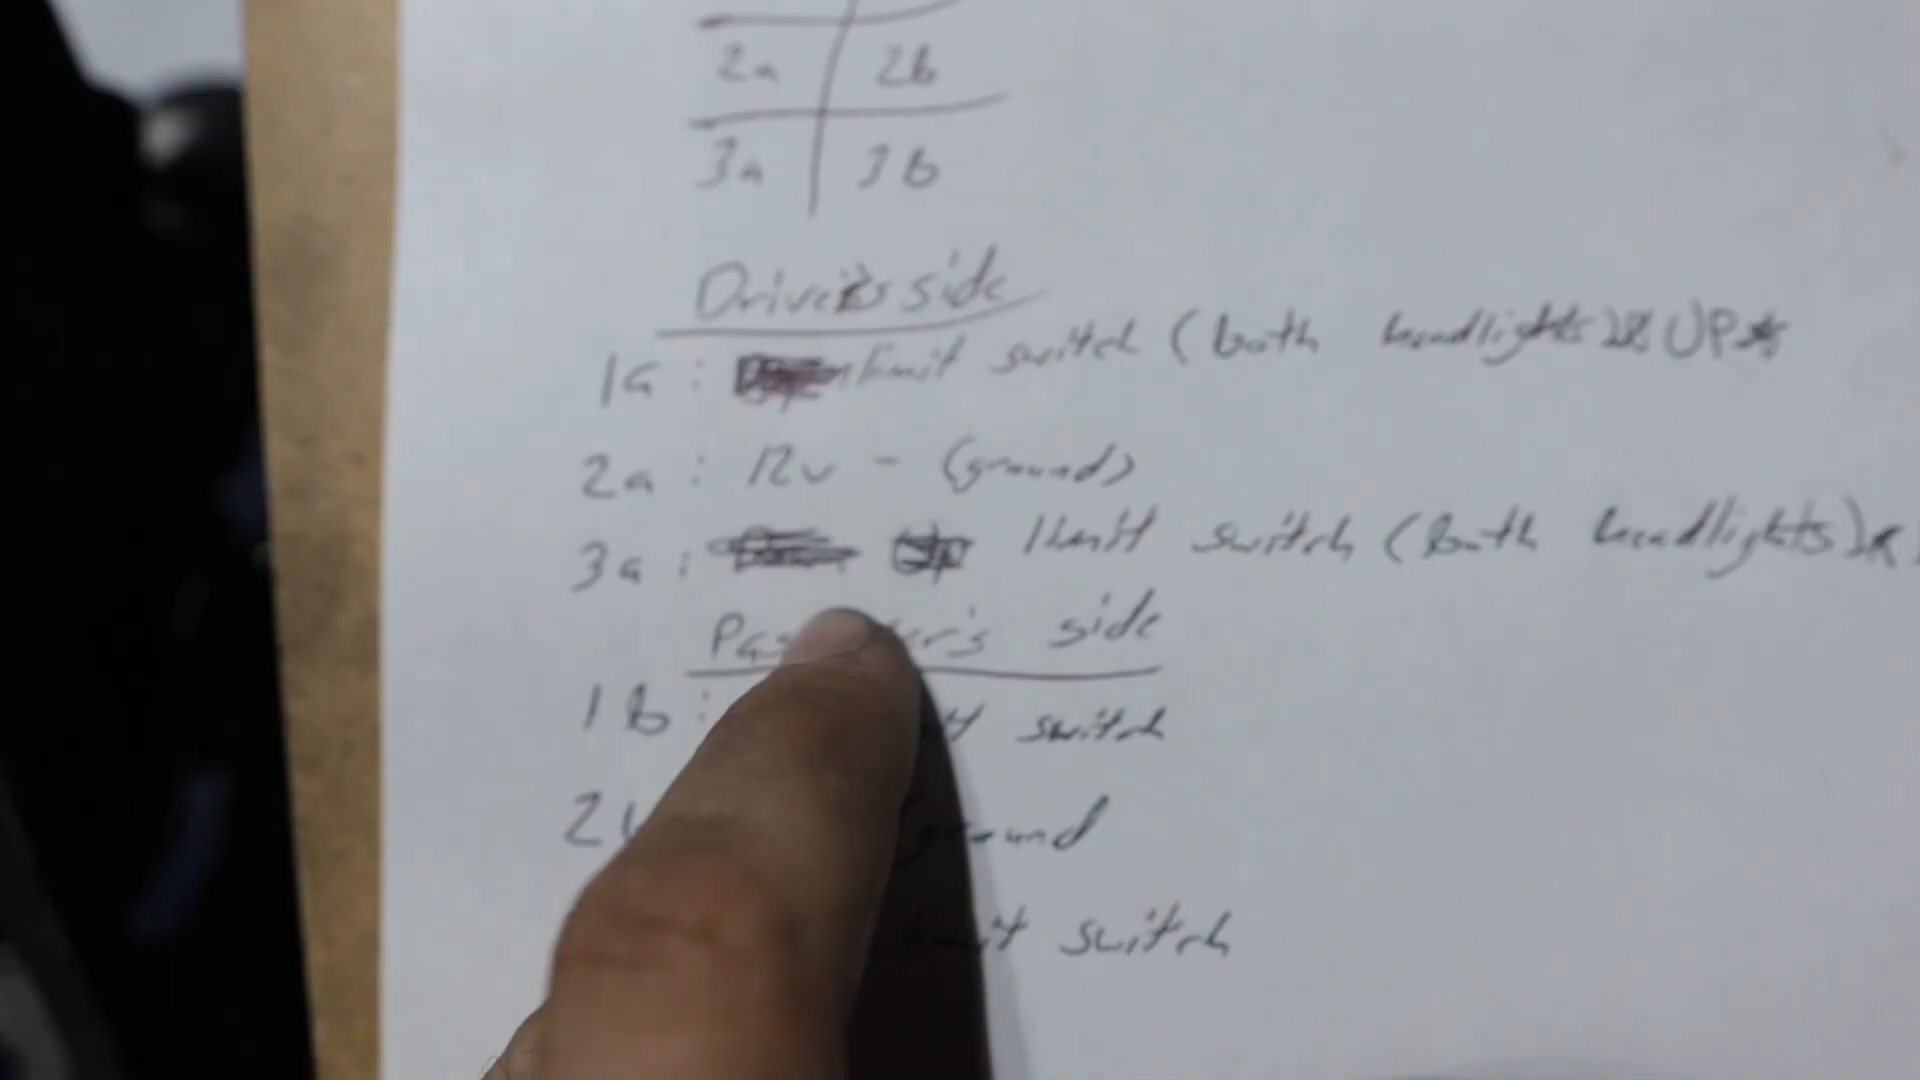 2a 2b
3a 3b
Driver's side
1a: limit switch (both headlights) UP
2a: 12v - (ground)
3a: limit switch (both headlights)
side
1b: switch
ground
switch